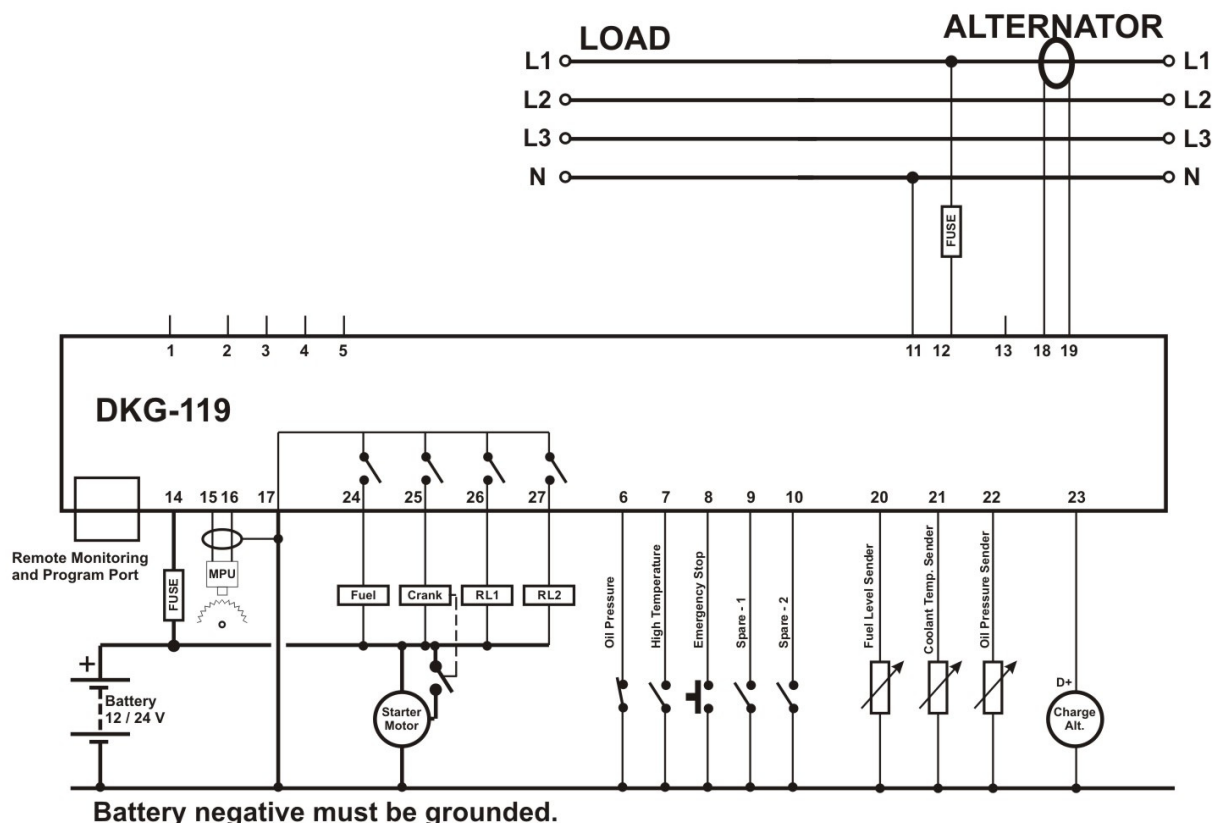 LOAD
ALTERNATOR
L1
L1
L2
L2
L3
L3
N
N
FUSE
1
2
3
4
5
11
12
13
18
19
DKG-119
14
15
16
17
24
25
26
27
6
7
8
9
10
20
21
22
23
Remote Monitoring
and Program Port
FUSE
MPU
Fuel
Crank
RL1
RL2
Oil Pressure
High Temperature
Emergency Stop
Spare - 1
Spare - 2
Fuel Level Sender
Coolant Temp. Sender
Oil Pressure Sender
+
Battery
12 / 24 V
Starter
Motor
D+
Charge
Alt.
Battery negative must be grounded.